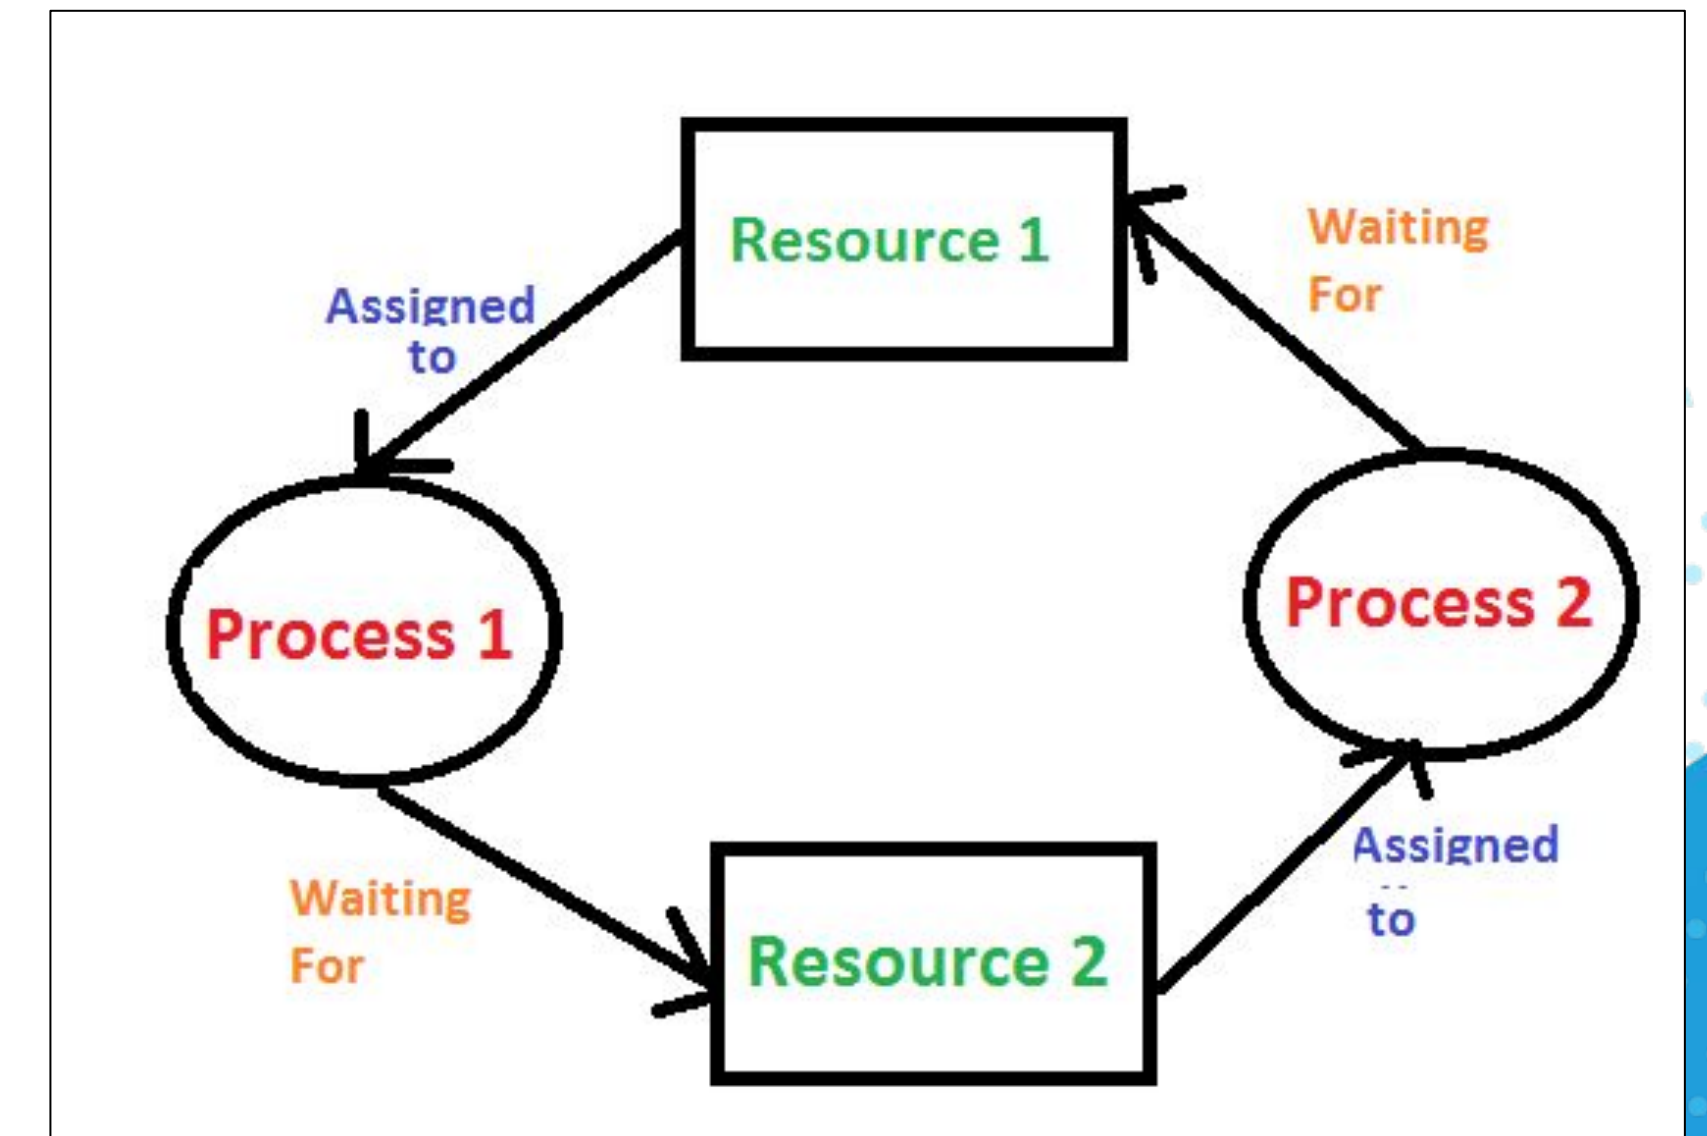 Resource 1
Waiting
For
Assigned
to
Process 1
Process 2
Waiting
For
Resource 2
Assigned
to